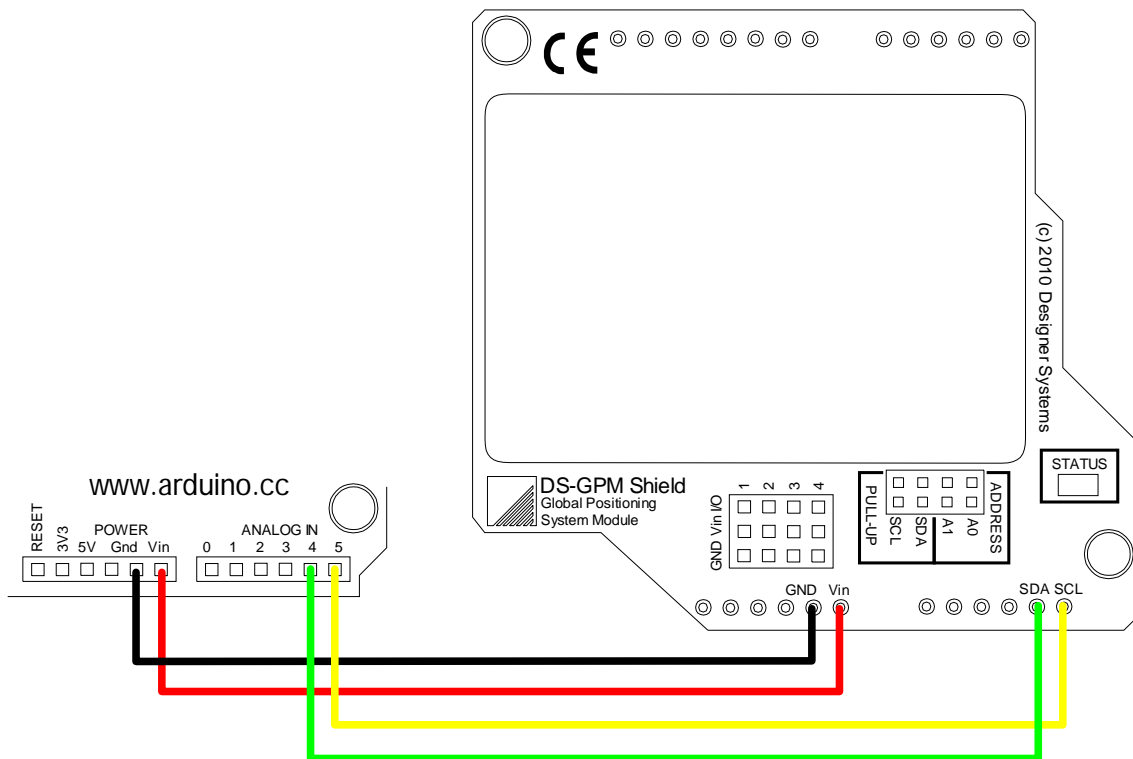 CE
(c) 2010 Designer Systems
STATUS
DS-GPM Shield
Global Positioning
System Module
1 2 3 4
GND Vin I/O
PULL-UP
SCL
SDA
A1
A0
ADDRESS
GND Vin
SDA SCL
www.arduino.cc
POWER
ANALOG IN
RESET
3V3
5V
Gnd
Vin
0 1 2 3 4 5